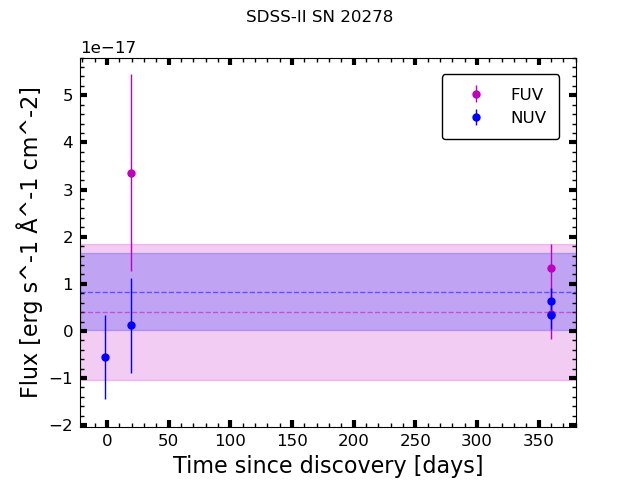 SDSS-II SN 20278
1e−17
FUV
NUV
5
4
3
2
1
0
−1
−2
Flux [erg s^-1 Å^-1 cm^-2]
0 50 100 150 200 250 300 350
Time since discovery [days]